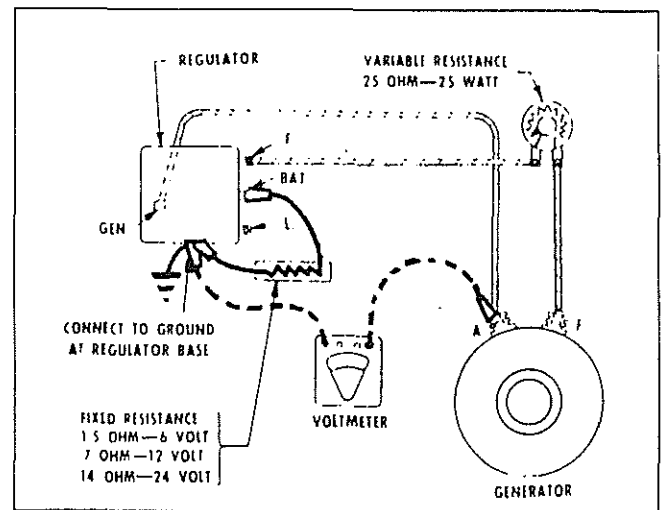 REGULATOR
VARIABLE RESISTANCE
25 OHM—25 WATT
F
BAT
L
GEN
CONNECT TO GROUND
AT REGULATOR BASE
A
F
FIXED RESISTANCE
1 5 OHM—6 VOLT
7 OHM—12 VOLT
14 OHM—24 VOLT
VOLTMETER
GENERATOR